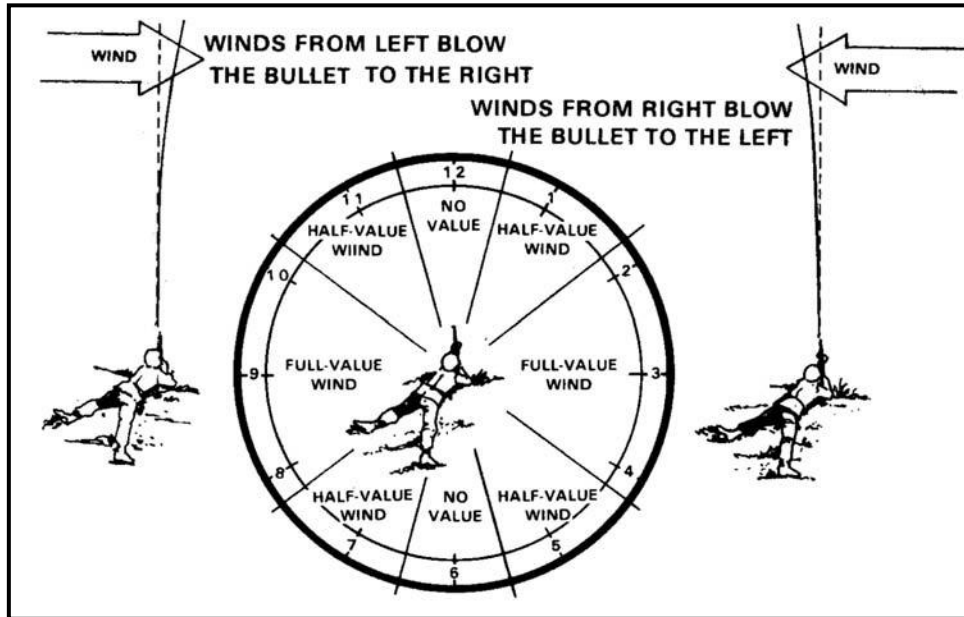 WIND
WINDS FROM LEFT BLOW
THE BULLET TO THE RIGHT
WIND
WINDS FROM RIGHT BLOW
THE BULLET TO THE LEFT
12
11
1
NO
VALUE
HALF-VALUE
WIIND
HALF-VALUE
WIND
10
2
9
FULL-VALUE
WIND
FULL-VALUE
WIND
3
8
4
HALF-VALUE
WIND
NO
VALUE
HALF-VALUE
WIND
7
5
6